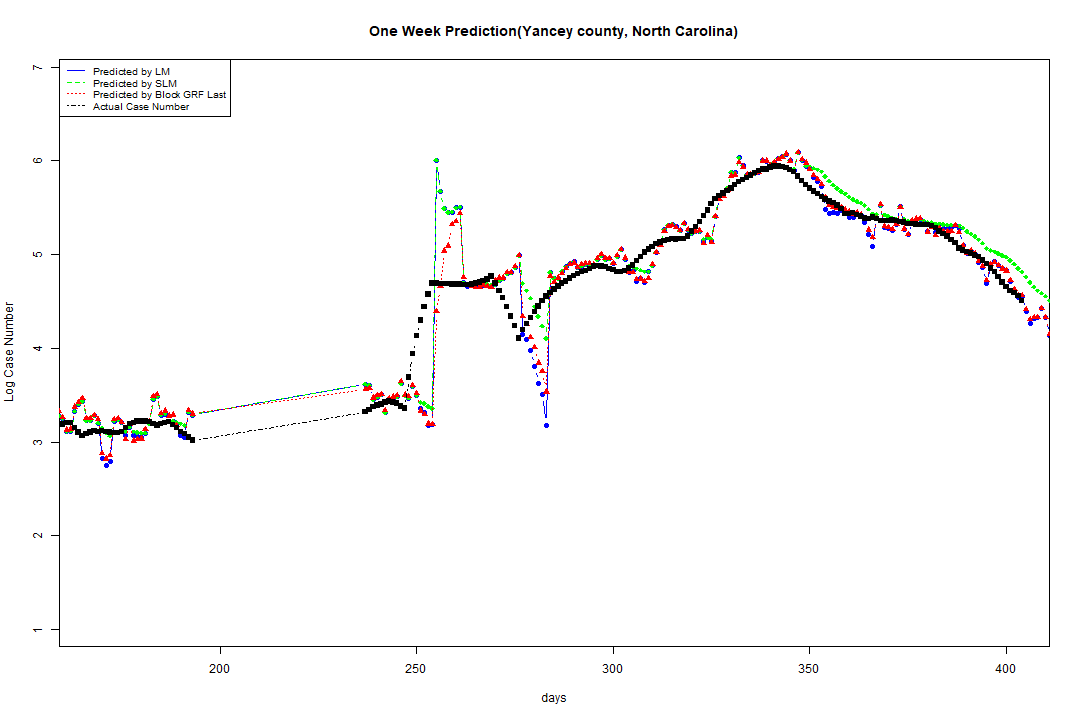 One Week Prediction(Yancey county, North Carolina)
Predicted by LM
Predicted by SLM
Predicted by Block GRF Last
Actual Case Number
7
6
5
4
3
2
1
Log Case Number
200 250 300 350 400
days